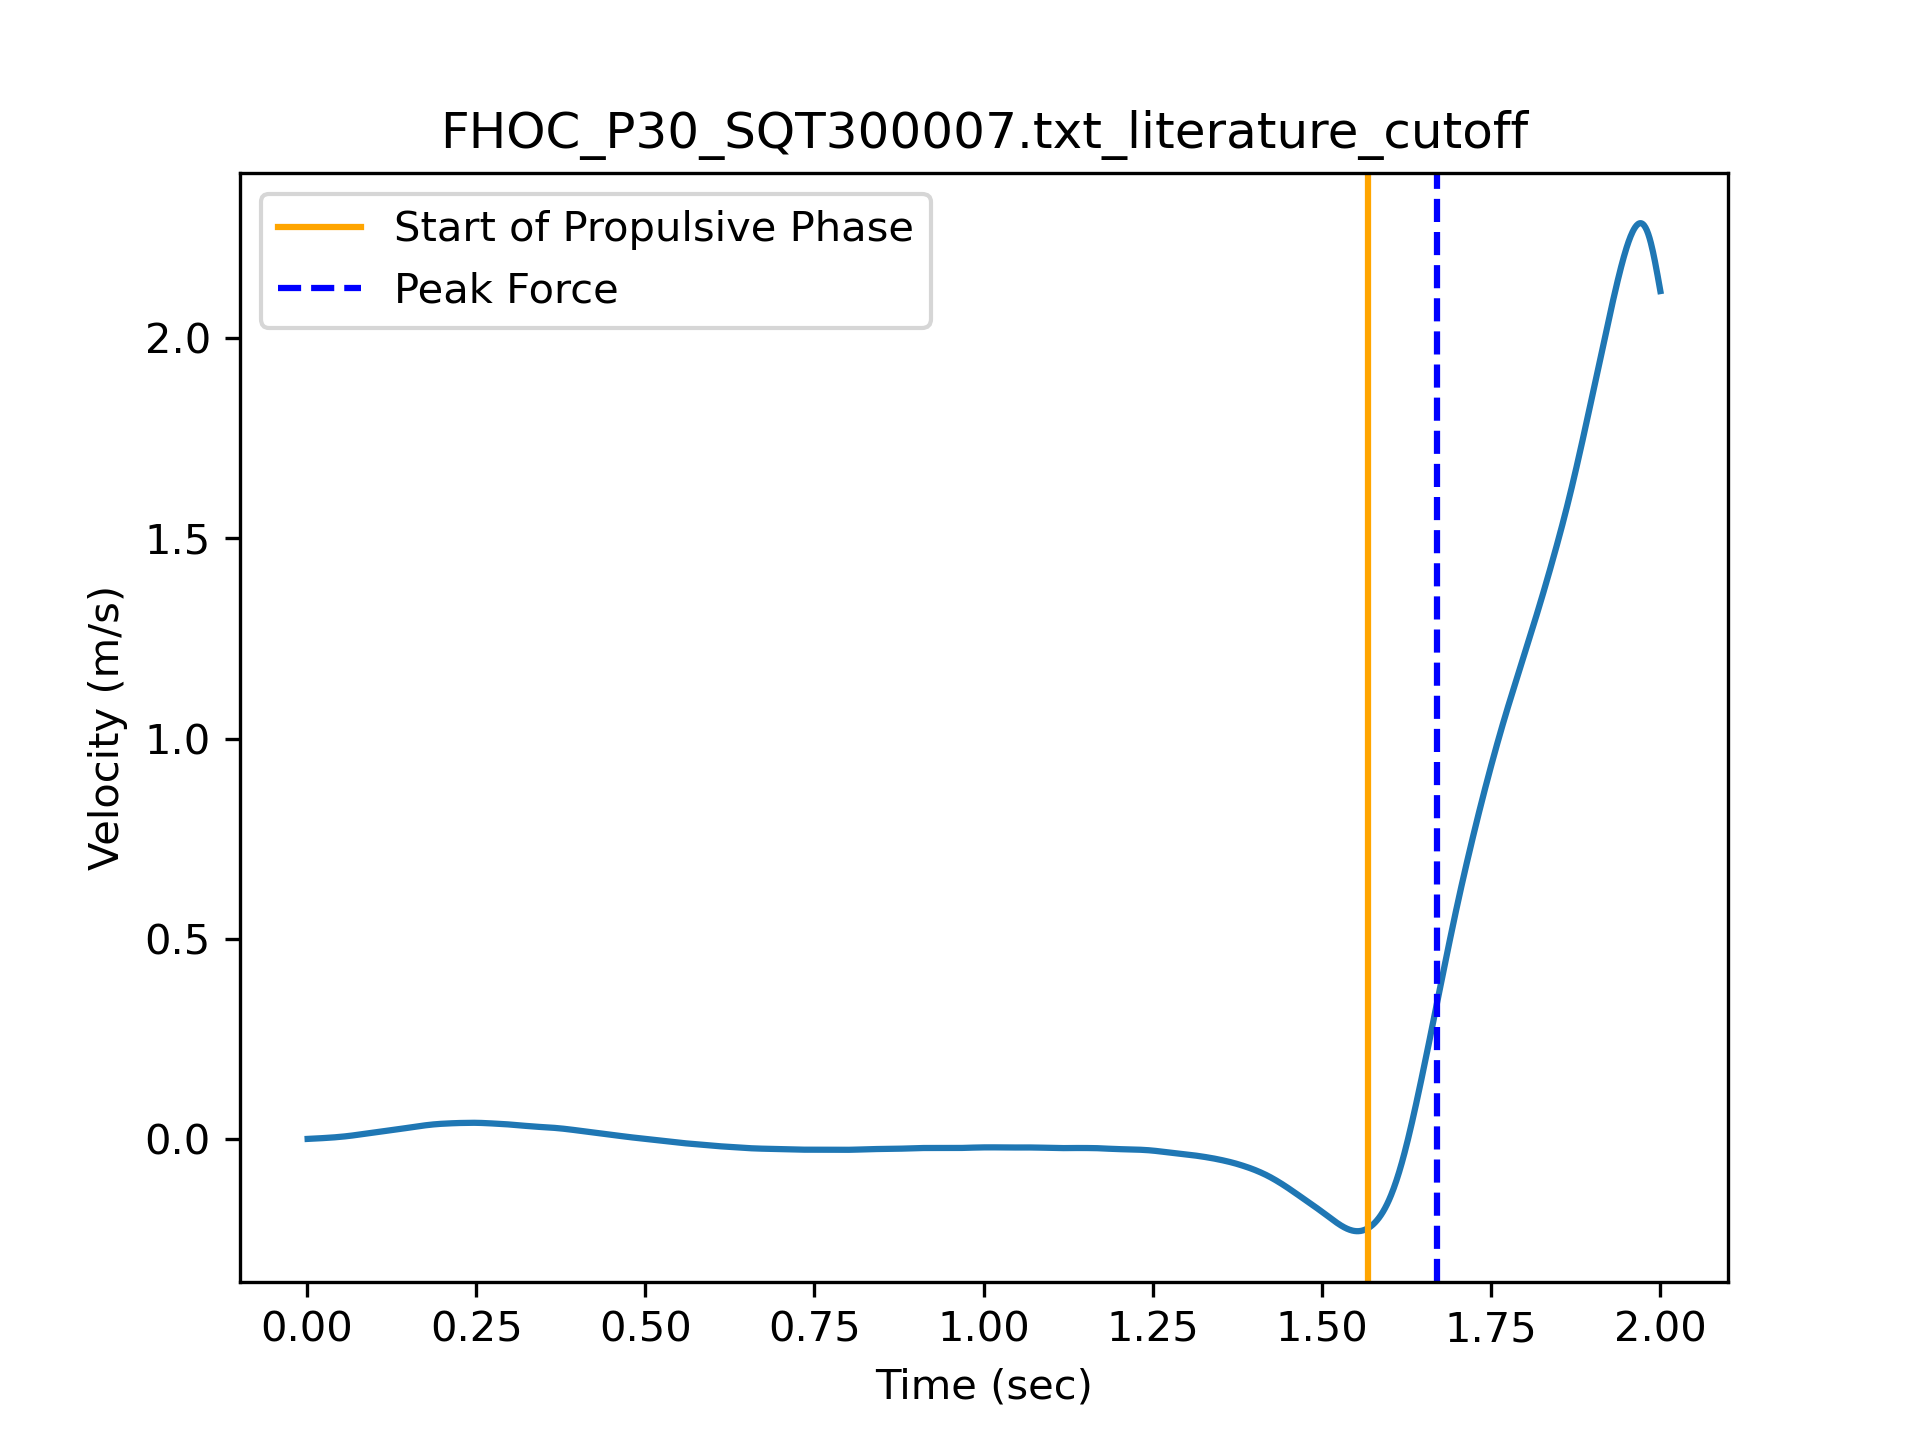 FHOC_P30_SQT300007.txt_literature_cutoff
Start of Propulsive Phase
Peak Force
Velocity (m/s)
2.0
1.5
1.0
0.5
0.0
0.00 0.25 0.50 0.75 1.00 1.25 1.50 1.75 2.00
Time (sec)